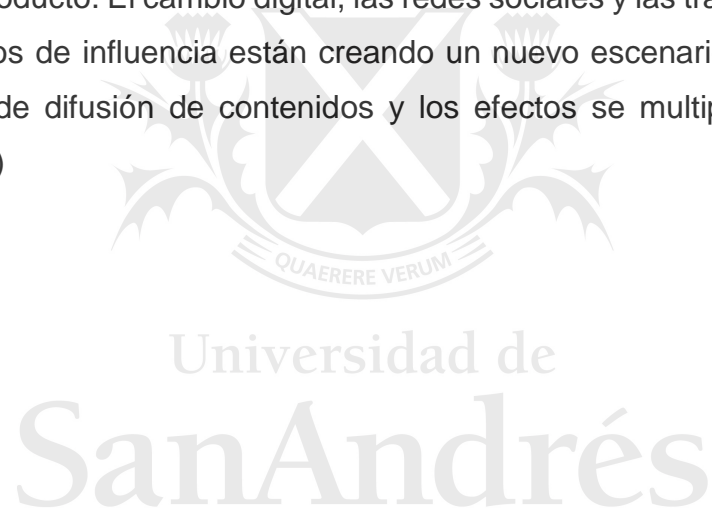 oducto. El cambio digital, las redes sociales y las tra
os de influencia están creando un nuevo escenari
de difusión de contenidos y los efectos se multip
)
QUAERERE VERUM
Universidad de
SanAndrés